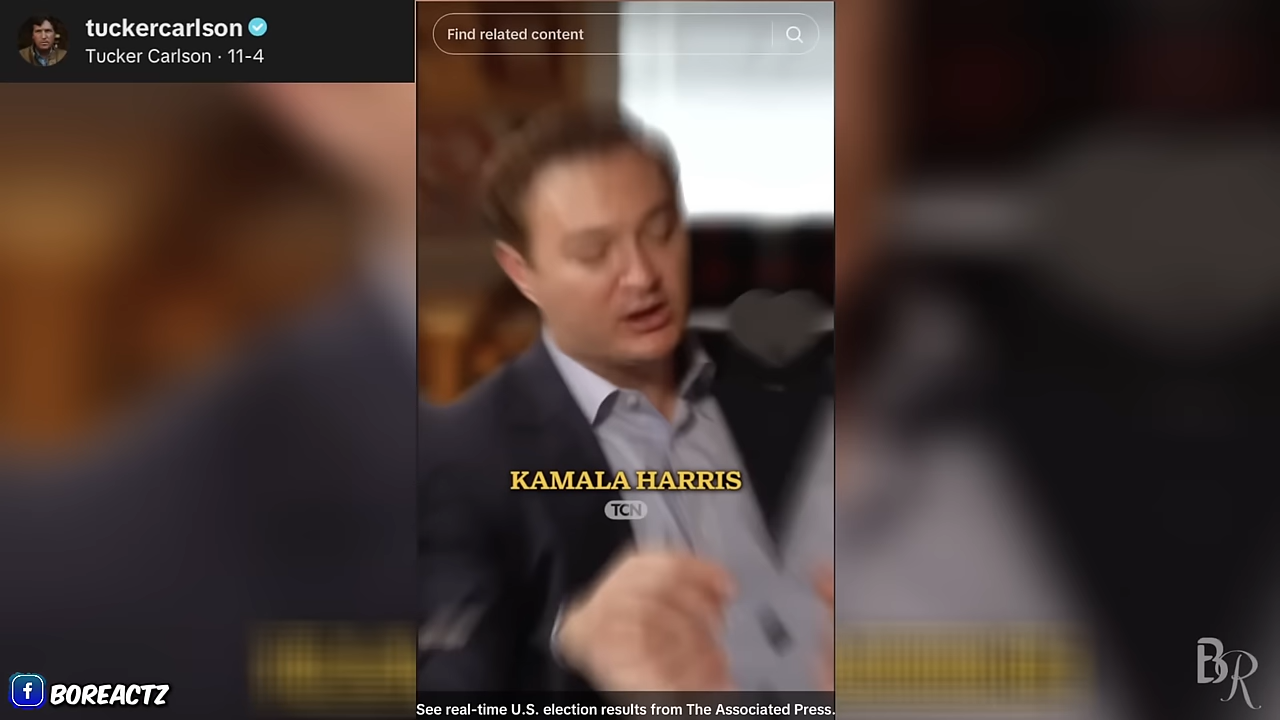 tuckercarlson
Tucker Carlson · 11-4
Find related content
KAMALA HARRIS
TCN
See real-time U.S. election results from The Associated Press.
f BOREACTZ
BR